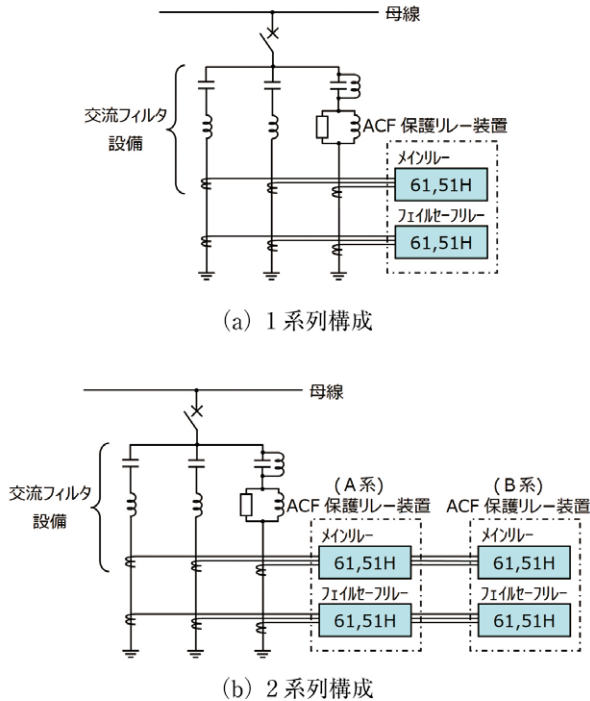 母線
交流フィルタ
設備
ACF 保護リレー装置
メインリレー
61,51H
フェイルセーフリレー
61,51H
(a) 1系列構成
母線
交流フィルタ
設備
(A系)
ACF 保護リレー装置
メインリレー
61,51H
フェイルセーフリレー
61,51H
(B系)
ACF 保護リレー装置
メインリレー
61,51H
フェイルセーフリレー
61,51H
(b) 2系列構成